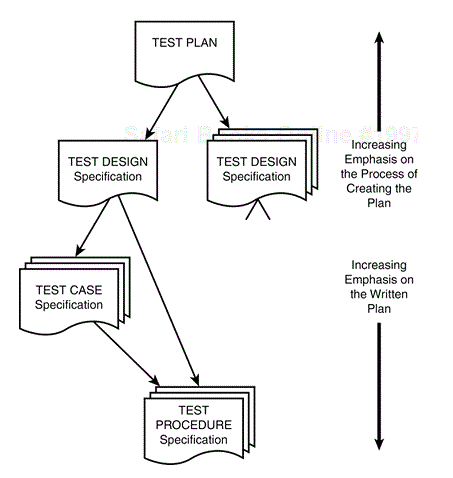 TEST PLAN
TEST DESIGN
Specification
TEST DESIGN
Specification
Increasing
Emphasis on
the Process of
Creating the
Plan
TEST CASE
Specification
Increasing
Emphasis on
the Written
Plan
TEST
PROCEDURE
Specification